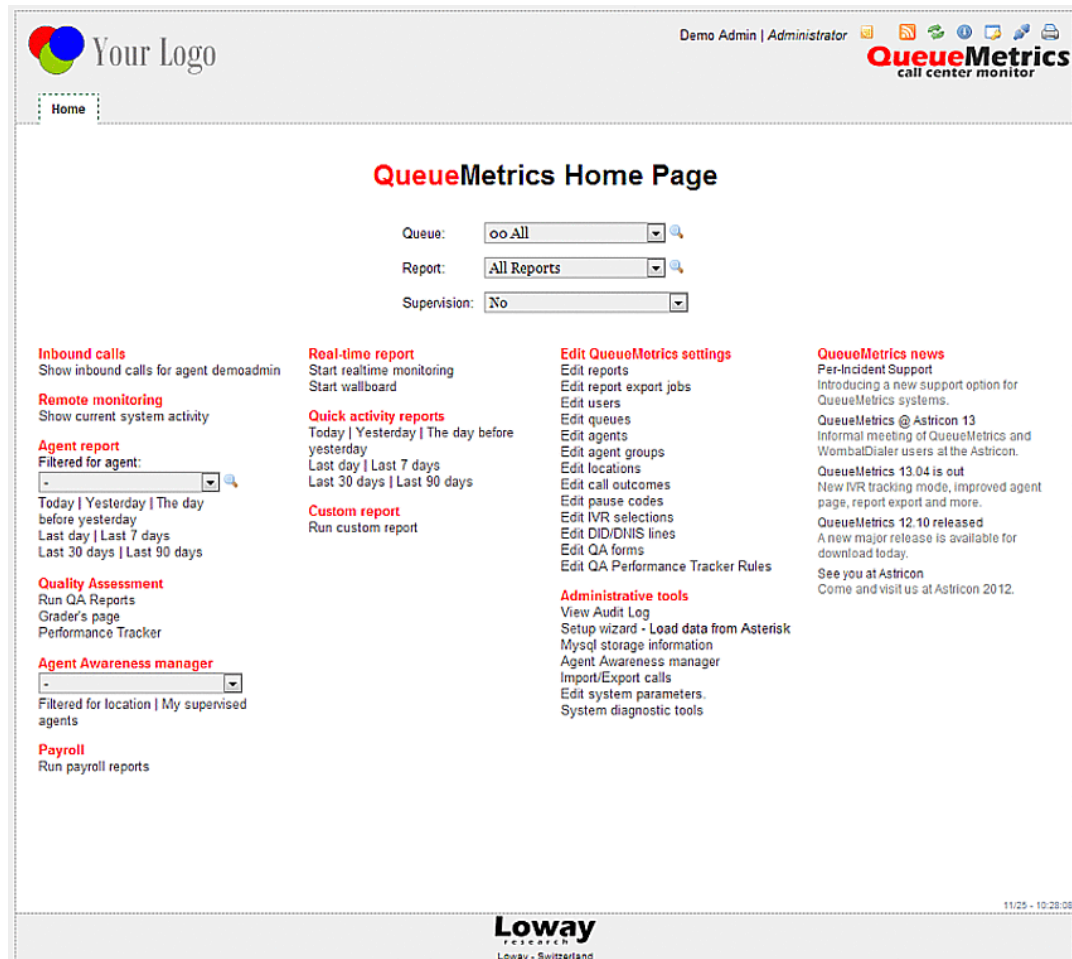 Your Logo
Demo Admin | Administrator
QueueMetrics
call center monitor
Home
QueueMetrics Home Page
Queue: 00 All
Report: All Reports
Supervision: No
Inbound calls
Show inbound calls for agent demoadmin
Remote monitoring
Show current system activity
Agent report
Filtered for agent:
-
Today | Yesterday | The day
before yesterday
Last day | Last 7 days
Last 30 days | Last 90 days
Quality Assessment
Run QA Reports
Grader's page
Performance Tracker
Agent Awareness manager
-
Filtered for location | My supervised
agents
Payroll
Run payroll reports
Real-time report
Start realtime monitoring
Start wallboard
Quick activity reports
Today | Yesterday | The day before
yesterday
Last day | Last 7 days
Last 30 days | Last 90 days
Custom report
Run custom report
Edit QueueMetrics settings
Edit reports
Edit report export jobs
Edit users
Edit queues
Edit agents
Edit agent groups
Edit locations
Edit call outcomes
Edit pause codes
Edit IVR selections
Edit DID/DNIS lines
Edit QA forms
Edit QA Performance Tracker Rules
Administrative tools
View Audit Log
Setup wizard - Load data from Asterisk
Mysql storage information
Agent Awareness manager
Import/Export calls
Edit system parameters.
System diagnostic tools
QueueMetrics news
Per-Incident Support
Introducing a new support option for
QueueMetrics systems.
QueueMetrics @ Astricon 13
Informal meeting of QueueMetrics and
WombatDialer users at the Astricon.
QueueMetrics 13.04 is out
New IVR tracking mode, improved agent
page, report export and more.
QueueMetrics 12.10 released
A new major release is available for
download today.
See you at Astricon
Come and visit us at Astricon 2012.
11/25 - 10:28:08
Loway
research
Loway - Switzerland